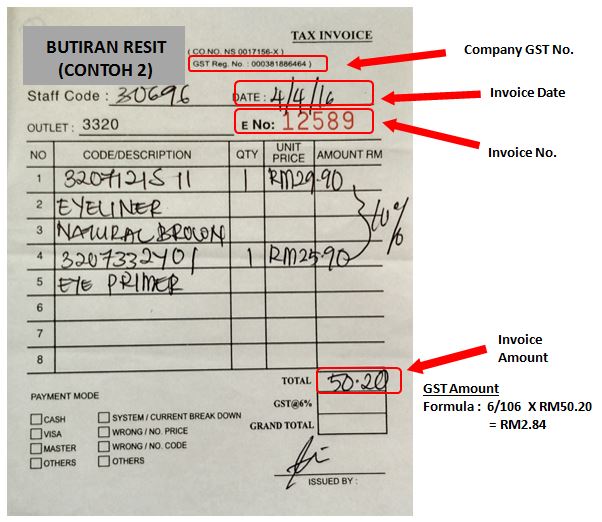 TAX INVOICE
BUTIRAN RESIT
(CONTOH 2)
( CO.NO. NS 0017156-X )
GST Reg. No. : 000381886464 )
Company GST No.
Staff Code : 30696
DATE : 4/4/16
Invoice Date
OUTLET : 3320
E No: 12589
Invoice No.
NO CODE/DESCRIPTION QTY UNIT PRICE AMOUNT RM
1 3207121S 11 1 RM29.90
2 EYELINER
3 NATURAL BROWN
10%
4 3207332Y01 1 RM25.90
5 EYE PRIMER
6
7
8
Invoice
Amount
TOTAL 50.20
GST@6%
GRAND TOTAL
GST Amount
Formula : 6/106 X RM50.20
= RM2.84
PAYMENT MODE
CASH SYSTEM / CURRENT BREAK DOWN
VISA WRONG / NO. PRICE
MASTER WRONG / NO. CODE
OTHERS OTHERS
ISSUED BY :